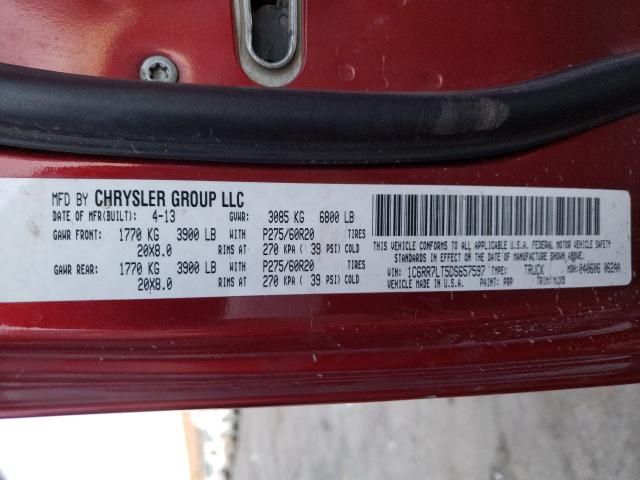 MFD BY CHRYSLER GROUP LLC
DATE OF MFR(BUILT): 4-13 GVWR: 3085 KG 6800 LB
GAWR FRONT: 1770 KG 3900 LB WITH P275/60R20 TIRES
20X8.0 RIMS AT 270 KPA ( 39 PSI) COLD
GAWR REAR: 1770 KG 3900 LB WITH P275/60R20 TIRES
20X8.0 RIMS AT 270 KPA ( 39 PSI) COLD
THIS VEHICLE CONFORMS TO ALL APPLICABLE U.S.A. FEDERAL MOTOR VEHICLE SAFETY
STANDARDS IN EFFECT ON THE DATE OF MANUFACTURE SHOWN ABOVE.
VIN: 1C6RR7LT5DS657597 TYPE: TRUCK MDH: 040606 062AA
VEHICLE MADE IN U.S.A. PAINT: PRP TRIM: